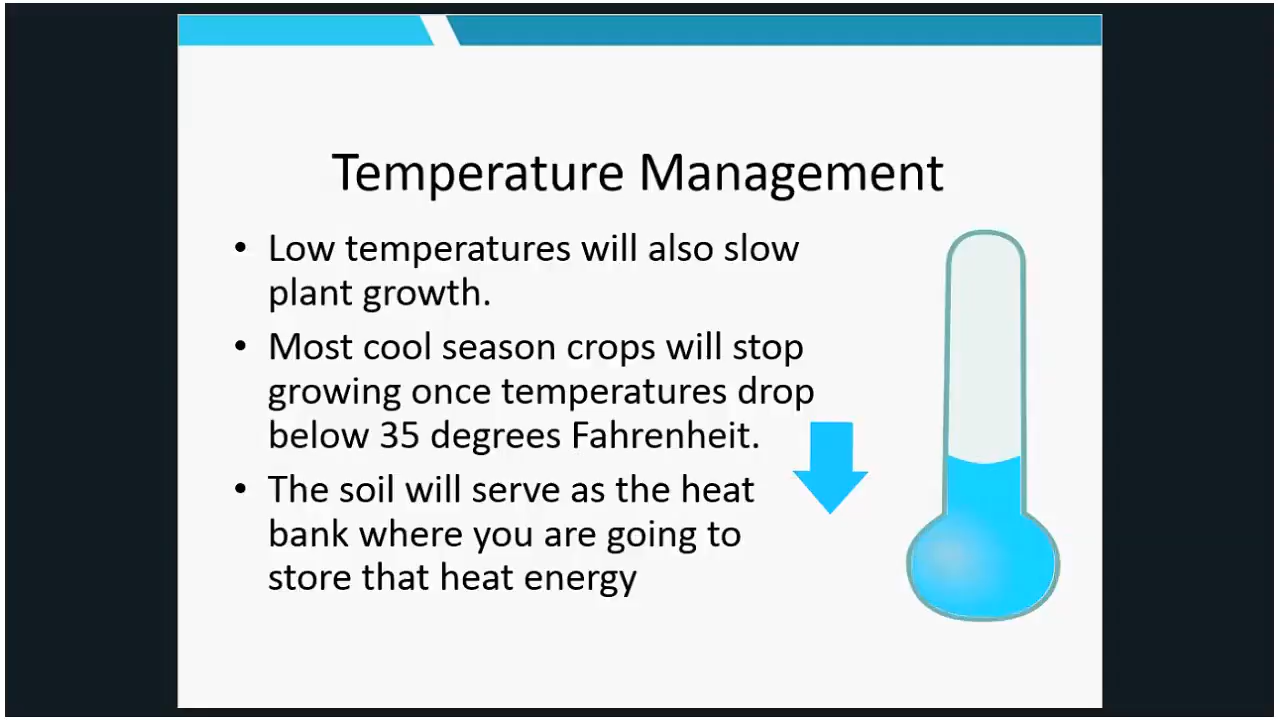 Temperature Management
• Low temperatures will also slow
plant growth.
• Most cool season crops will stop
growing once temperatures drop
below 35 degrees Fahrenheit.
• The soil will serve as the heat
bank where you are going to
store that heat energy